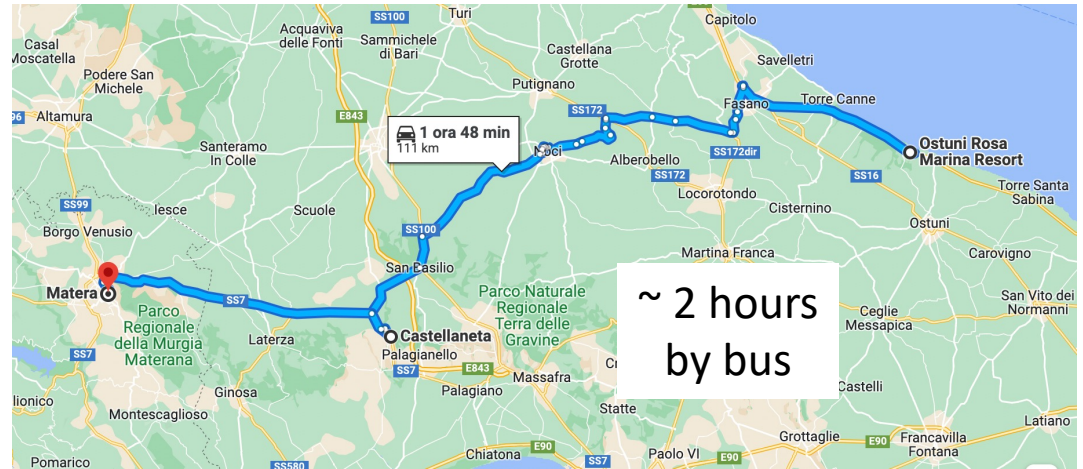 Turi
SS100
Capitolo
Acquaviva
delle Fonti
Sammichele
di Bari
Casal
Moscatella
Castellana
Grotte
Savelletri
Podere San
Michele
Putignano
96
Altamura
E843
SS172
Fasano
Torre Canne
1 ora 48 min
111 km
Santeramo
In Colle
Noci
Alberobello
SS172dir
Ostuni Rosa
Marina Resort
SS172
SS16
Locorotondo
Torre Santa
Sabina
SS99
Iesce
Scuole
Cisternino
Borgo Venusio
SS100
Ostuni
Martina Franca
Carovigno
San Basilio
Matera
SS7
Parco Naturale
Regionale
Terra delle
Gravine
~ 2 hours
by bus
San Vito dei
Normanni
Parco
Regionale
della Murgia
Materana
Laterza
Castellaneta
Ceglie
Messapica
SS7
Palagianello
SS7
E843
Massafra
Ginosa
Palagiano
Castelli
Montescaglioso
Statte
Latiano
Grottaglie
E90
Francavilla
Fontana
E90
Chiatona
SS7
Paolo VI
E90
Pomarico
SS580